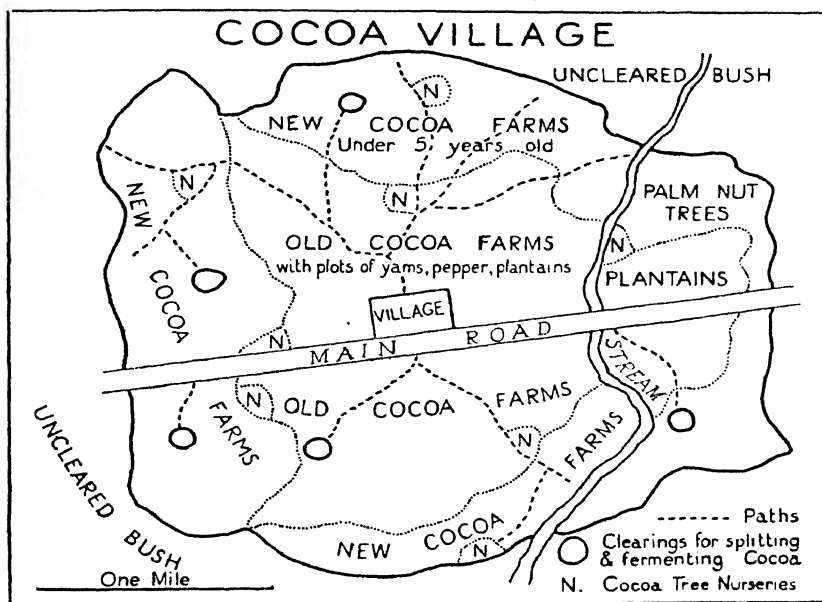 COCOA VILLAGE
UNCLEARED BUSH
N
NEW COCOA FARMS
Under 5 years old
N
NEW
N
PALM NUT
TREES
OLD COCOA FARMS
with plots of yams, pepper, plantains
N
PLANTAINS
COCOA
VILLAGE
MAIN ROAD
N
STREAM
FARMS
N
OLD COCOA FARMS
N
FARMS
UNCLEARED BUSH
NEW COCOA
N
Paths
Clearings for splitting
& fermenting Cocoa
N. Cocoa Tree Nurseries
One Mile